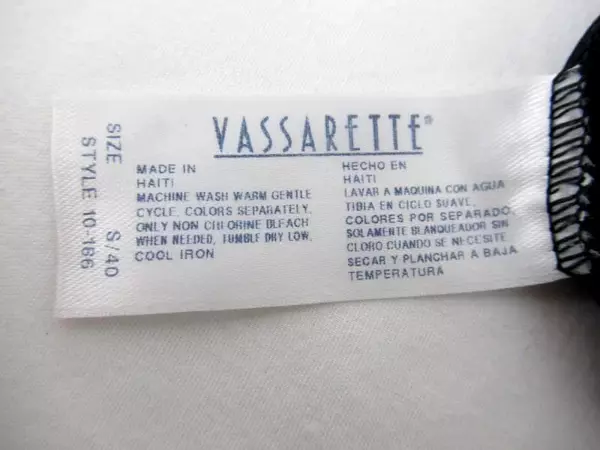 VASSARETTE®
MADE IN
HAITI
MACHINE WASH WARM GENTLE
CYCLE. COLORS SEPARATELY.
ONLY NON CHLORINE BLEACH
WHEN NEEDED, TUMBLE DRY LOW,
COOL IRON
HECHO EN
HAITI
LAVAR A MAQUINA CON AGUA
TIBIA EN CICLO SUAVE,
COLORES POR SEPARADO
SOLAMENTE BLANQUEADOR SIN
CLORO CUANDO SE NECESITE
SECAR Y PLANCHAR A BAJA
TEMPERATURA
SIZE S/40
STYLE 10-186